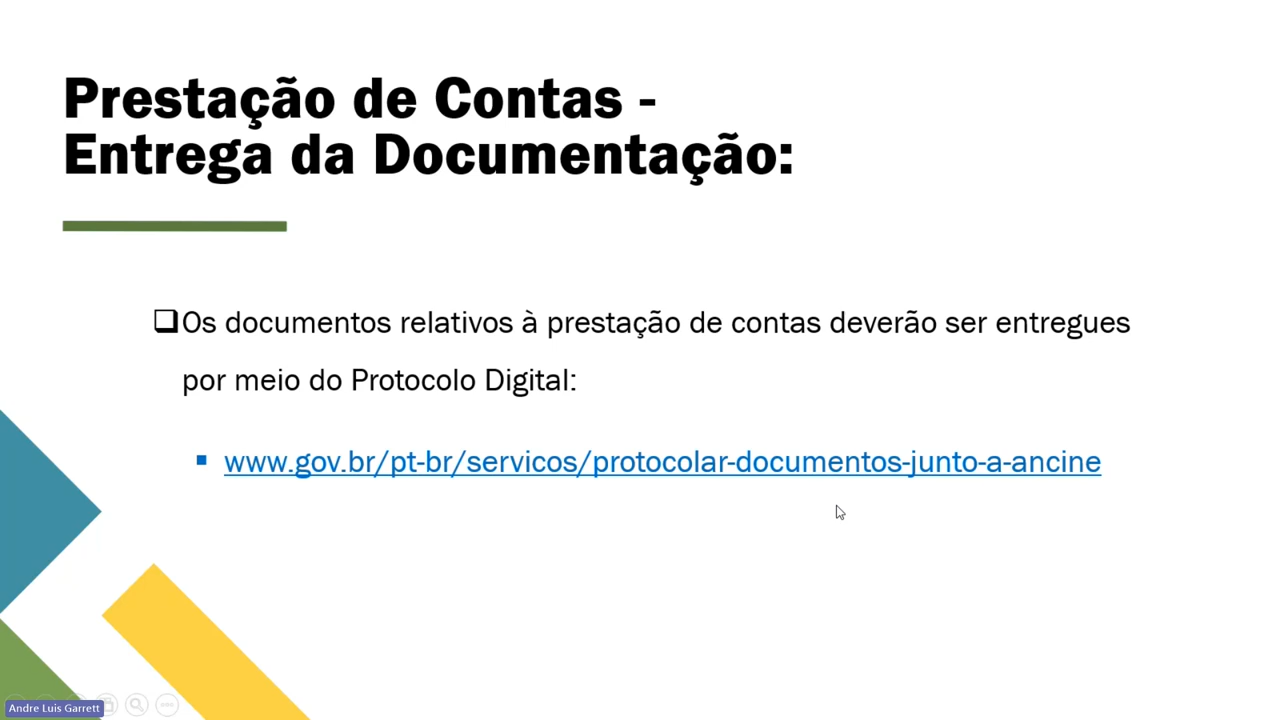 Prestação de Contas -
Entrega da Documentação:
Os documentos relativos à prestação de contas deverão ser entregues
por meio do Protocolo Digital:
www.gov.br/pt-br/servicos/protocolar-documentos-junto-a-ancine
Andre Luis Garrett